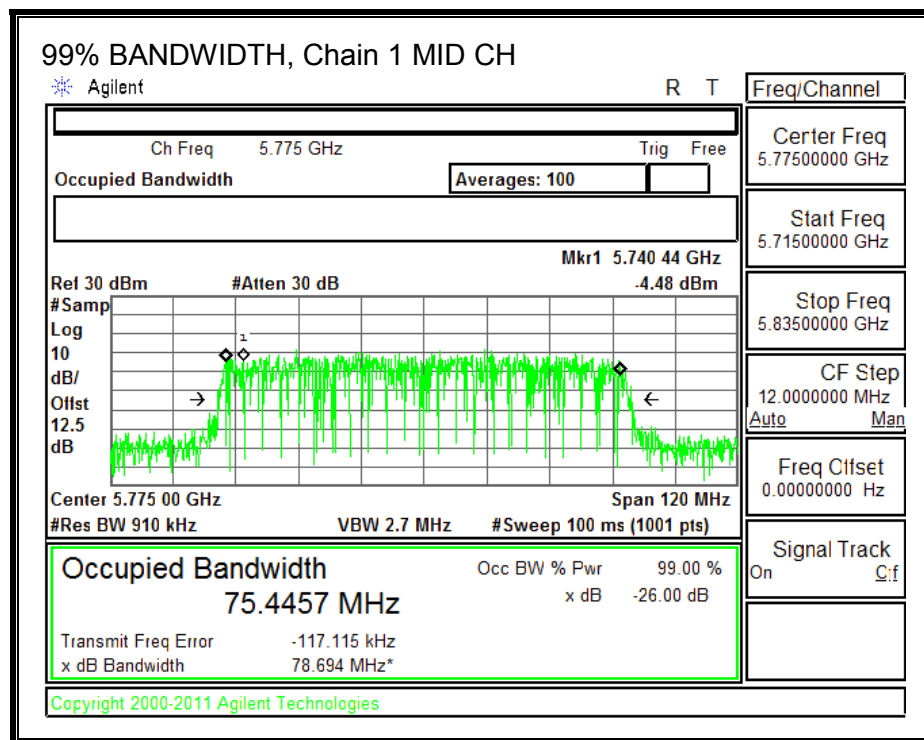 99% BANDWIDTH, Chain 1 MID CH
Agilent R T
Freq/Channel
Ch Freq 5.775 GHz Trig Free
Occupied Bandwidth Averages: 100
Mkr1 5.740 44 GHz
Ref 30 dBm #Atten 30 dB -4.48 dBm
#Samp
Log
10
dB/
Offst
12.5
dB
1
Center 5.775 00 GHz Span 120 MHz
#Res BW 910 kHz VBW 2.7 MHz #Sweep 100 ms (1001 pts)
Occupied Bandwidth
75.4457 MHz
Occ BW % Pwr 99.00 %
x dB -26.00 dB
Transmit Freq Error -117.115 kHz
x dB Bandwidth 78.694 MHz*
Copyright 2000-2011 Agilent Technologies
Center Freq
5.77500000 GHz
Start Freq
5.71500000 GHz
Stop Freq
5.83500000 GHz
CF Step
12.0000000 MHz
Auto Man
Freq Offset
0.00000000 Hz
Signal Track
On Off